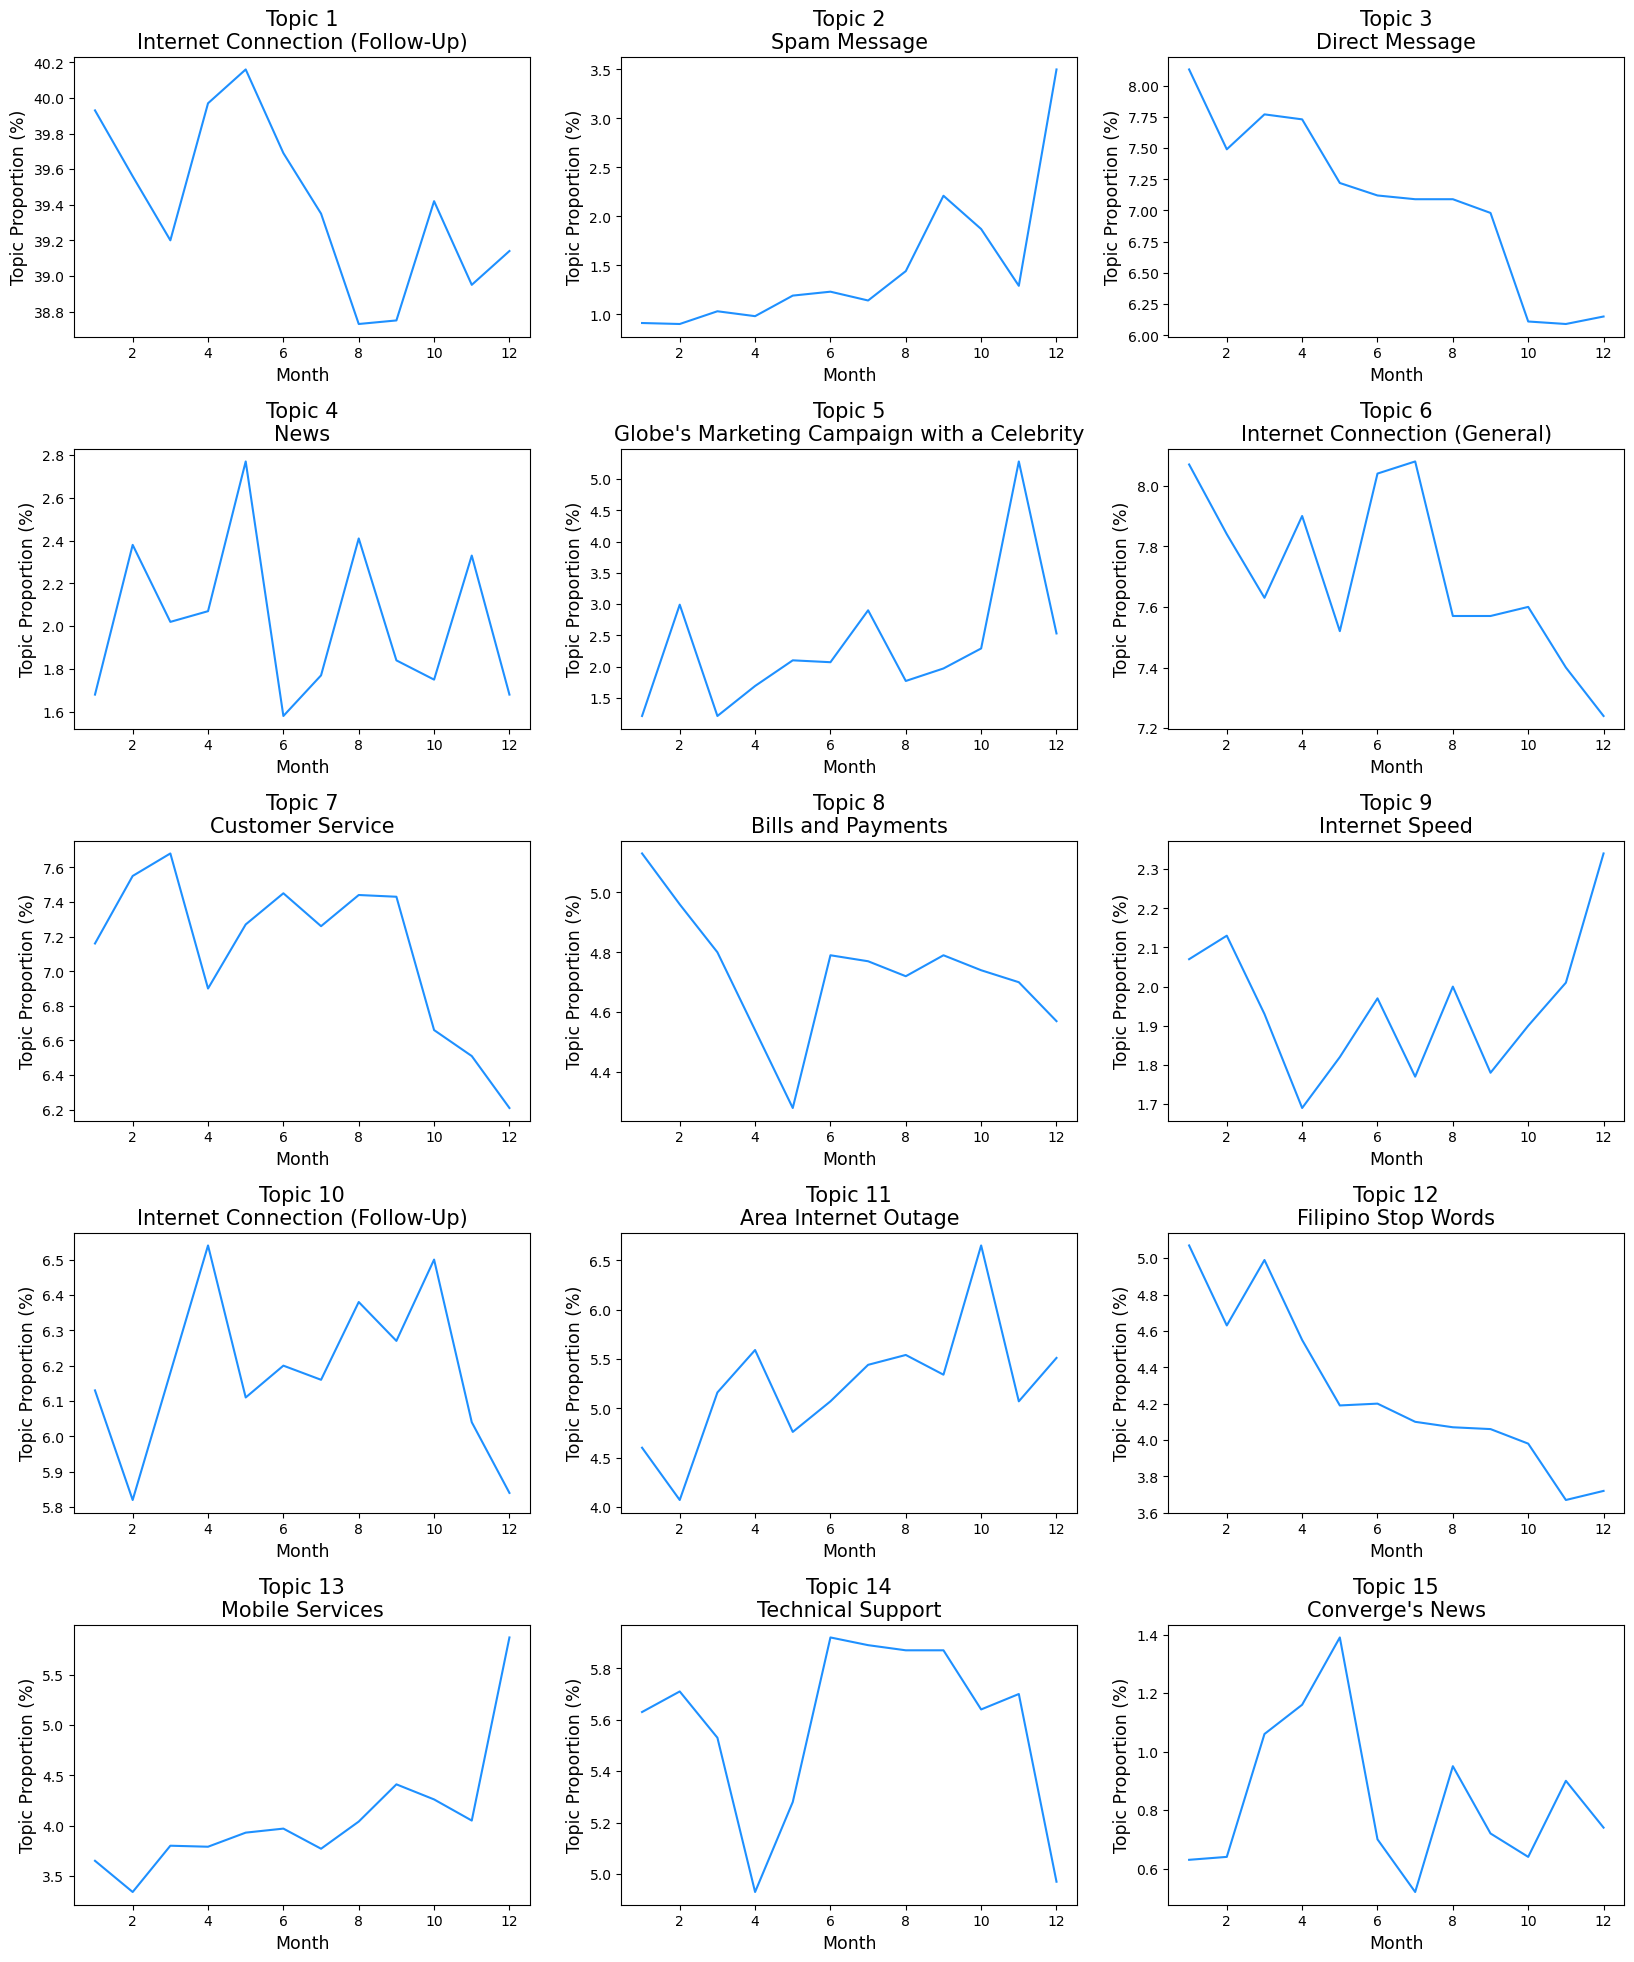 Topic 1
Internet Connection (Follow-Up)
Topic Proportion (%)
40.2
40.0
39.8
39.6
39.4
39.2
39.0
38.8
2 4 6 8 10 12
Month
Topic 2
Spam Message
Topic Proportion (%)
3.5
3.0
2.5
2.0
1.5
1.0
2 4 6 8 10 12
Month
Topic 3
Direct Message
Topic Proportion (%)
8.00
7.75
7.50
7.25
7.00
6.75
6.50
6.25
6.00
2 4 6 8 10 12
Month
Topic 4
News
Topic Proportion (%)
2.8
2.6
2.4
2.2
2.0
1.8
1.6
2 4 6 8 10 12
Month
Topic 5
Globe's Marketing Campaign with a Celebrity
Topic Proportion (%)
5.0
4.5
4.0
3.5
3.0
2.5
2.0
1.5
2 4 6 8 10 12
Month
Topic 6
Internet Connection (General)
Topic Proportion (%)
8.0
7.8
7.6
7.4
7.2
2 4 6 8 10 12
Month
Topic 7
Customer Service
Topic Proportion (%)
7.6
7.4
7.2
7.0
6.8
6.6
6.4
6.2
2 4 6 8 10 12
Month
Topic 8
Bills and Payments
Topic Proportion (%)
5.0
4.8
4.6
4.4
2 4 6 8 10 12
Month
Topic 9
Internet Speed
Topic Proportion (%)
2.3
2.2
2.1
2.0
1.9
1.8
1.7
2 4 6 8 10 12
Month
Topic 10
Internet Connection (Follow-Up)
Topic Proportion (%)
6.5
6.4
6.3
6.2
6.1
6.0
5.9
5.8
2 4 6 8 10 12
Month
Topic 11
Area Internet Outage
Topic Proportion (%)
6.5
6.0
5.5
5.0
4.5
4.0
2 4 6 8 10 12
Month
Topic 12
Filipino Stop Words
Topic Proportion (%)
5.0
4.8
4.6
4.4
4.2
4.0
3.8
3.6
2 4 6 8 10 12
Month
Topic 13
Mobile Services
Topic Proportion (%)
5.5
5.0
4.5
4.0
3.5
2 4 6 8 10 12
Month
Topic 14
Technical Support
Topic Proportion (%)
5.8
5.6
5.4
5.2
5.0
2 4 6 8 10 12
Month
Topic 15
Converge's News
Topic Proportion (%)
1.4
1.2
1.0
0.8
0.6
2 4 6 8 10 12
Month